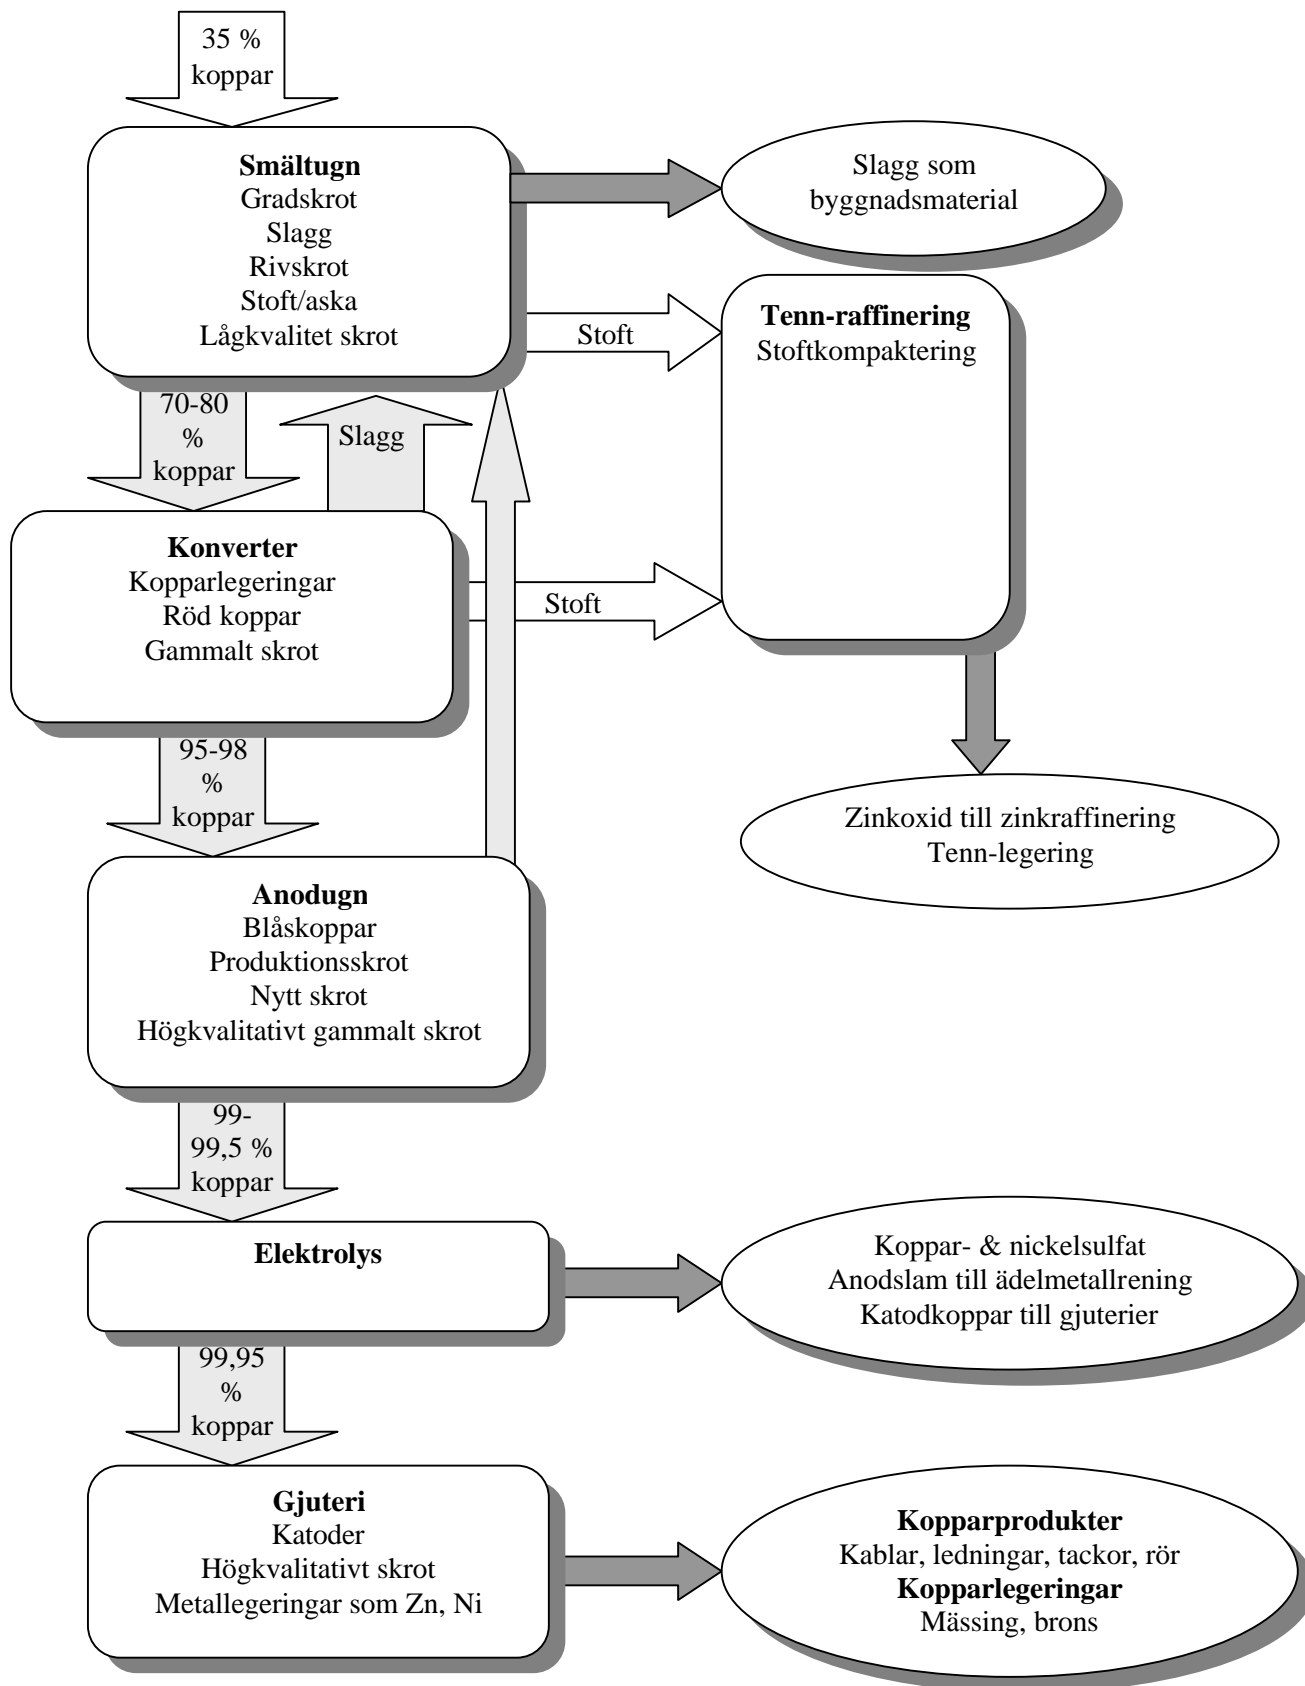 35 %
koppar
Smältugn
Gradskrot
Slagg
Rivskrot
Stoft/aska
Lågkvalitet skrot
Slagg som
byggnadsmaterial
Stoft
Tenn-raffinering
Stoftkompaktering
70-80
%
koppar
Slagg
Konverter
Kopparlegeringar
Röd koppar
Gammalt skrot
Stoft
95-98
%
koppar
Zinkoxid till zinkraffinering
Tenn-legering
Anodugn
Blåskoppar
Produktionsskrot
Nytt skrot
Högkvalitativt gammalt skrot
99-
99,5 %
koppar
Elektrolys
Koppar- & nickelsulfat
Anodslam till ädelmetallrening
Katodkoppar till gjuterier
99,95
%
koppar
Gjuteri
Katoder
Högkvalitativt skrot
Metallegeringar som Zn, Ni
Kopparprodukter
Kablar, ledningar, tackor, rör
Kopparlegeringar
Mässing, brons